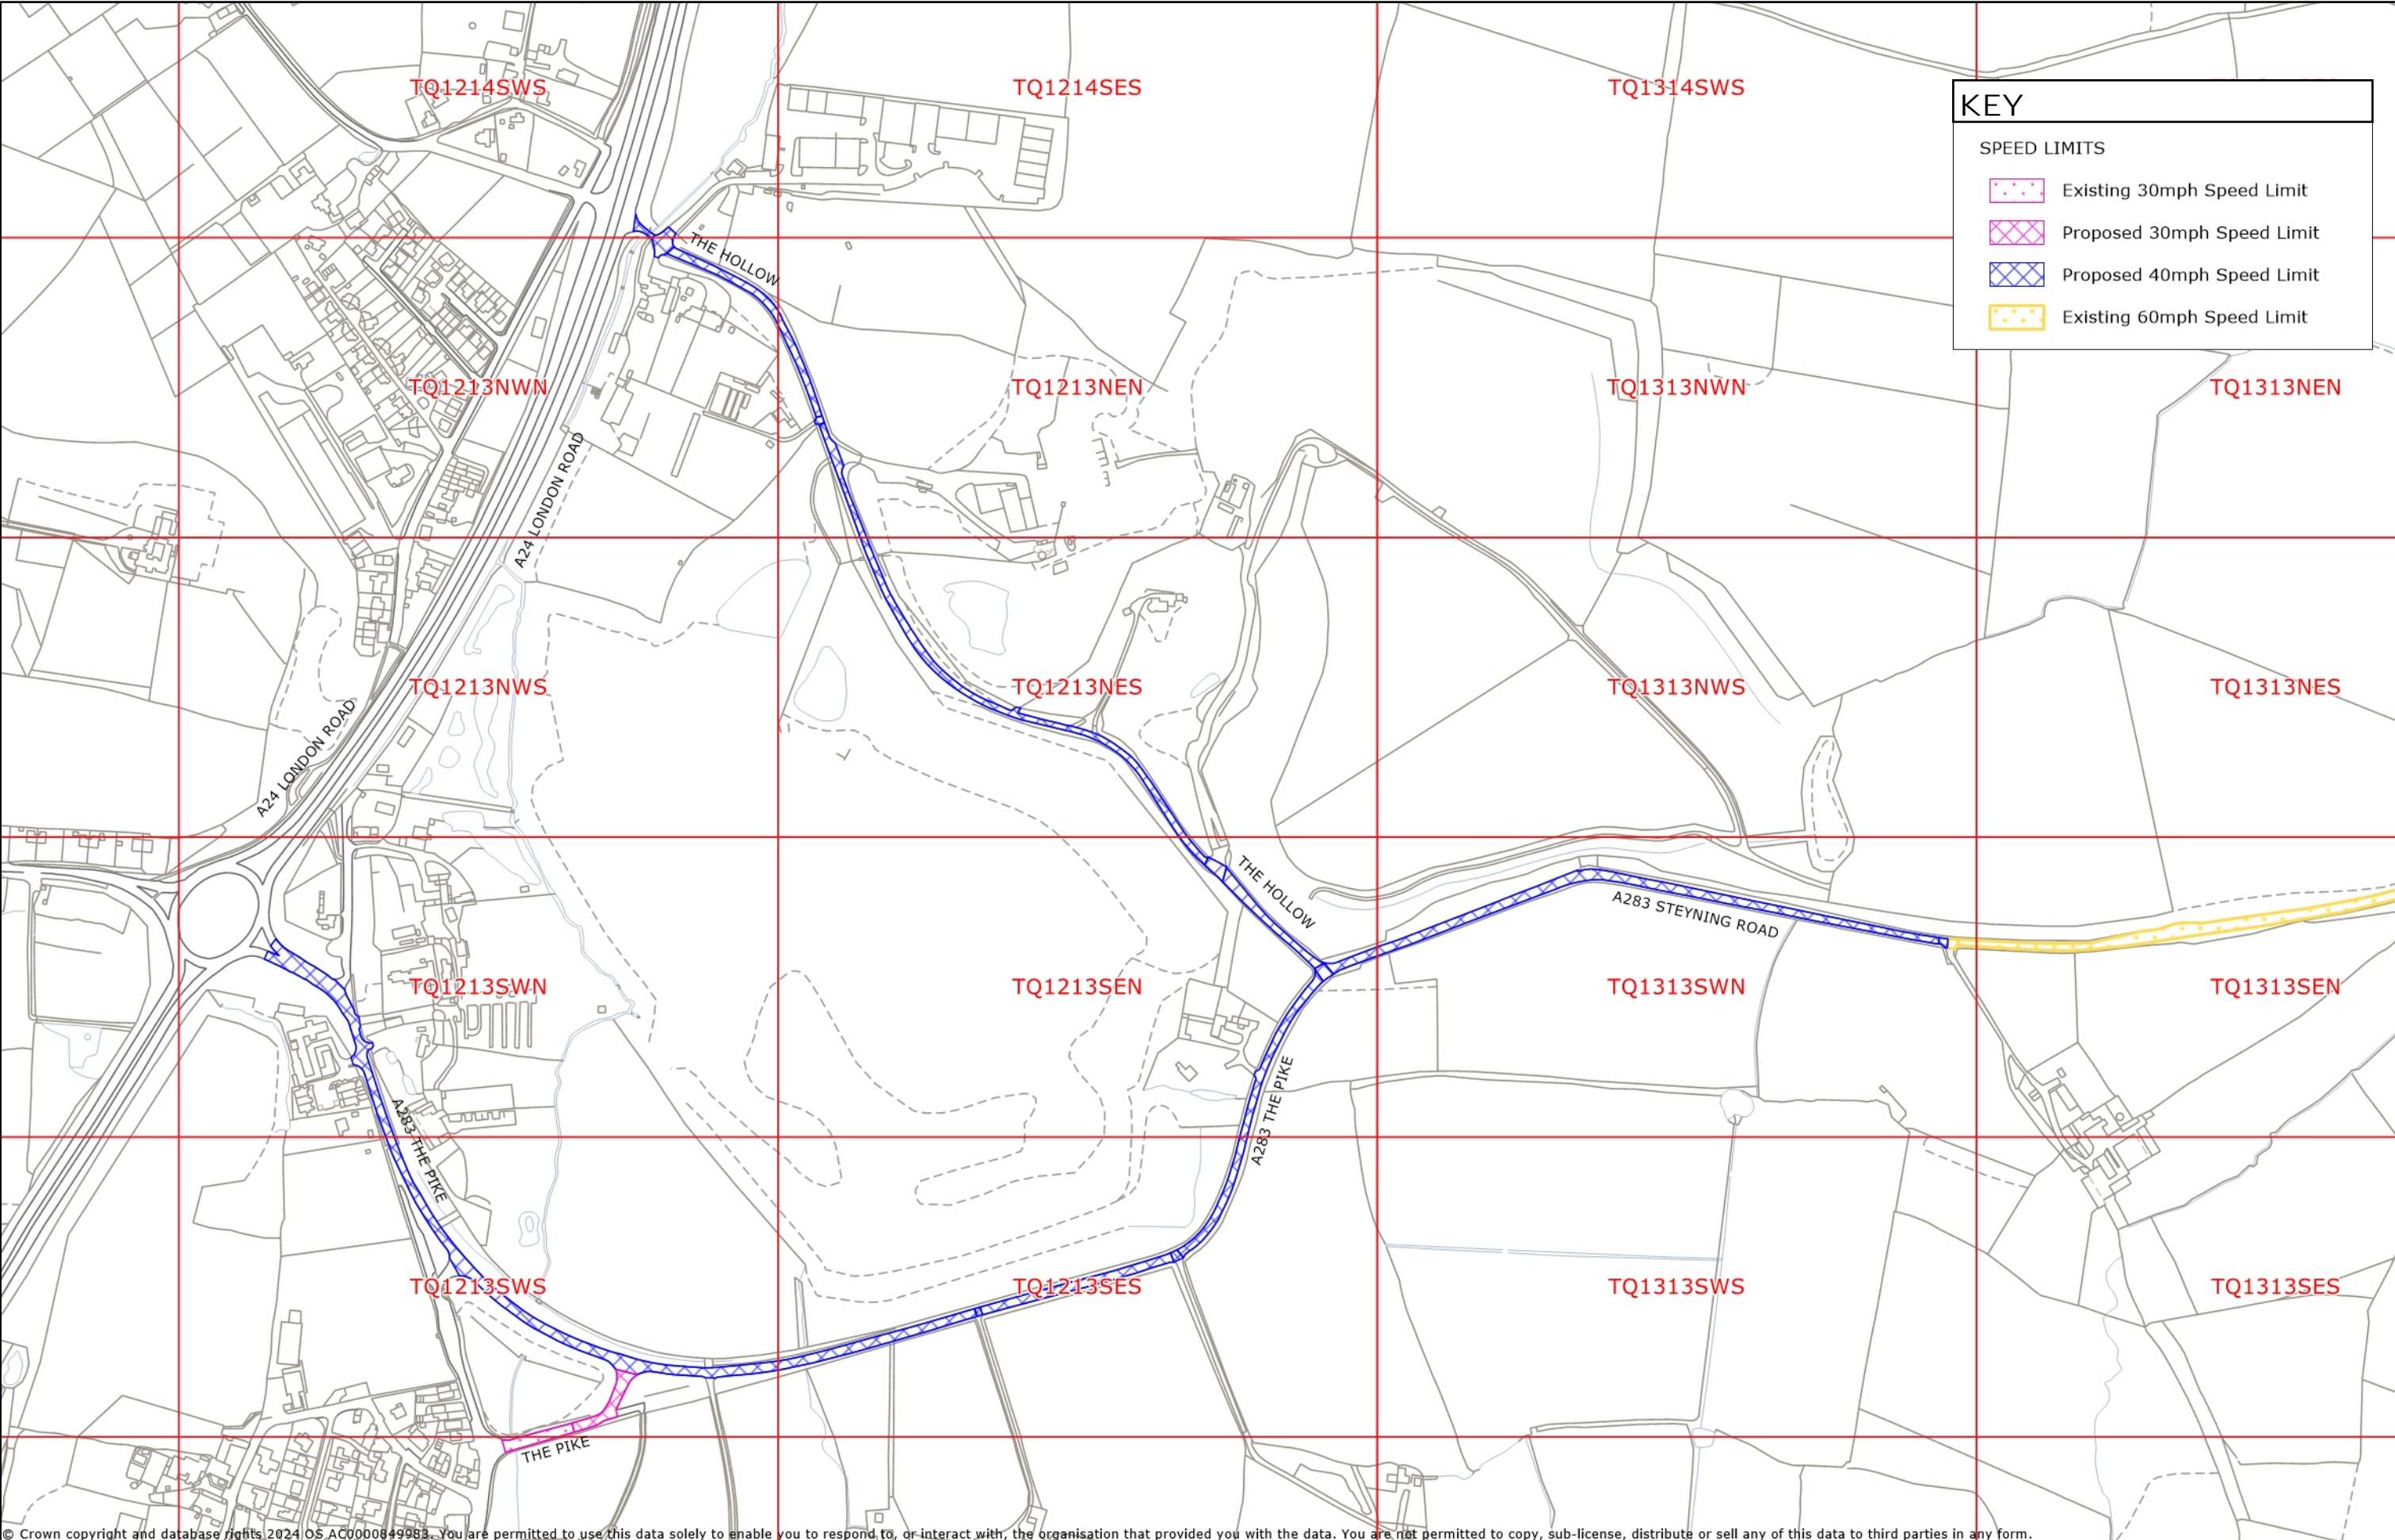 TQ1214SWS
TQ1214SES
TQ1314SWS
KEY
SPEED LIMITS
Existing 30mph Speed Limit
Proposed 30mph Speed Limit
Proposed 40mph Speed Limit
Existing 60mph Speed Limit
THE HOLLOW
TQ1213NWN
TQ1213NEN
TQ1313NWN
TQ1313NEN
A24 LONDON ROAD
TQ1213NWS
TQ1213NES
TQ1313NWS
TQ1313NES
A24 LONDON ROAD
THE HOLLOW
A283 STEYNING ROAD
TQ1213SWN
TQ1213SEN
TQ1313SWN
TQ1313SEN
A283 THE PIKE
A283 THE PIKE
TQ1213SWS
TQ1213SES
TQ1313SWS
TQ1313SES
THE PIKE
© Crown copyright and database rights 2024 OS AC0000849983. You are permitted to use this data solely to enable you to respond to, or interact with, the organisation that provided you with the data. You are not permitted to copy, sub-license, distribute or sell any of this data to third parties in any form.